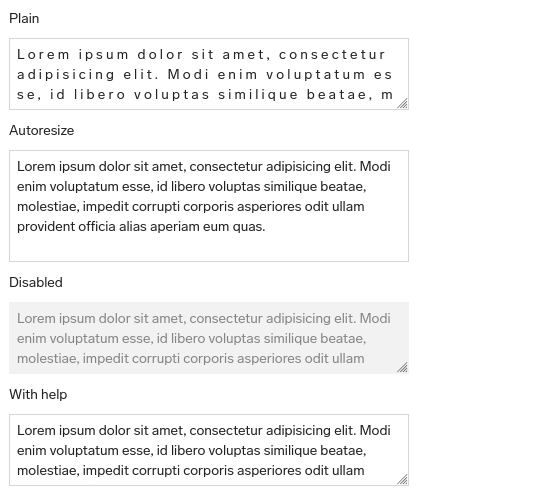 Plain
Lorem ipsum dolor sit amet, consectetur
adipisicing elit. Modi enim voluptatum es
se, id libero voluptas similique beatae, m
Autoresize
Lorem ipsum dolor sit amet, consectetur adipisicing elit. Modi
enim voluptatum esse, id libero voluptas similique beatae,
molestiae, impedit corrupti corporis asperiores odit ullam
provident officia alias aperiam eum quas.
Disabled
Lorem ipsum dolor sit amet, consectetur adipisicing elit. Modi
enim voluptatum esse, id libero voluptas similique beatae,
molestiae, impedit corrupti corporis asperiores odit ullam
With help
Lorem ipsum dolor sit amet, consectetur adipisicing elit. Modi
enim voluptatum esse, id libero voluptas similique beatae,
molestiae, impedit corrupti corporis asperiores odit ullam